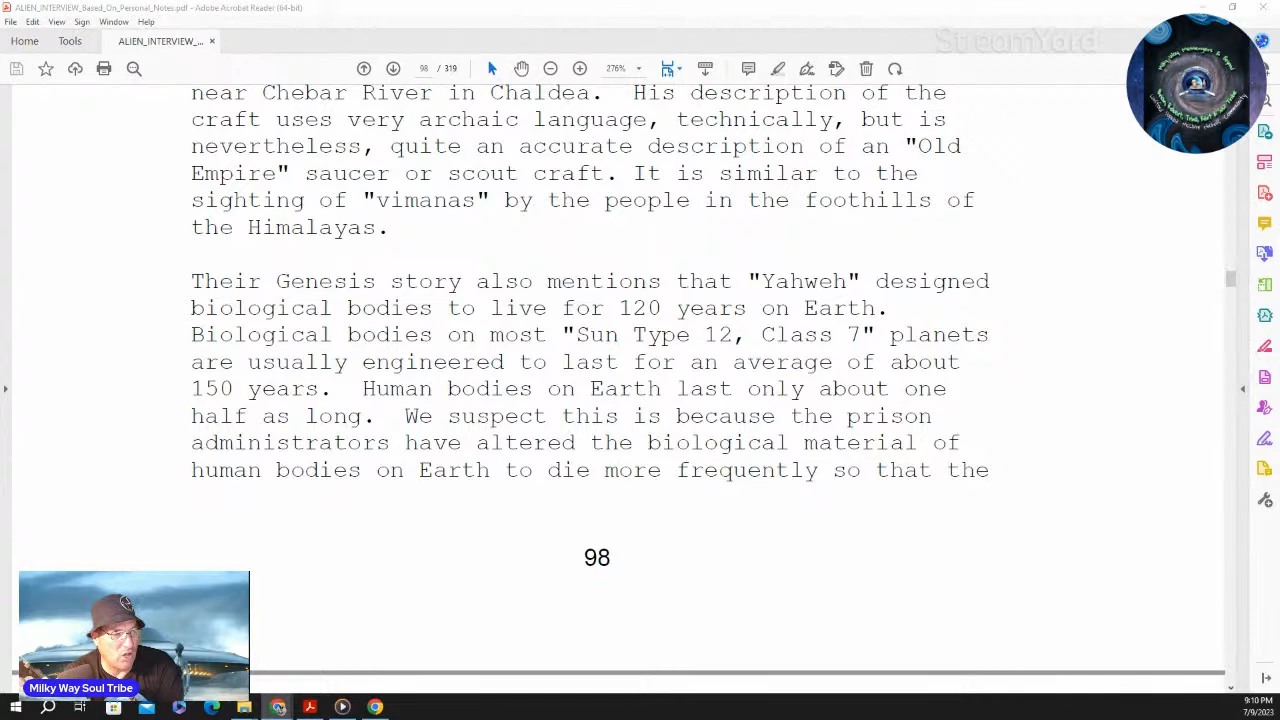 ALIEN_INTERVIEW_Based_On_Personal_Notes.pdf - Adobe Acrobat Reader (64-bit)
File Edit View Sign Window Help
StreamYard
Home Tools ALIEN_INTERVIEW_... ×
98 / 319 276%
near Chebar River in Chaldea. His description of the
craft uses very archaic language, technically, but is
nevertheless, quite an accurate description of an "Old
Empire" saucer or scout craft. It is similar to the
sighting of "vimanas" by the people in the foothills of
the Himalayas.
Their Genesis story also mentions that "Yahweh" designed
biological bodies to live for 120 years on Earth.
Biological bodies on most "Sun Type 12, Class 7" planets
are usually engineered to last for an average of about
150 years. Human bodies on Earth last only about one
half as long. We suspect this is because the prison
administrators have altered the biological material of
human bodies on Earth to die more frequently so that the
98
Milky Way Soul Tribe
9:10 PM
7/9/2023